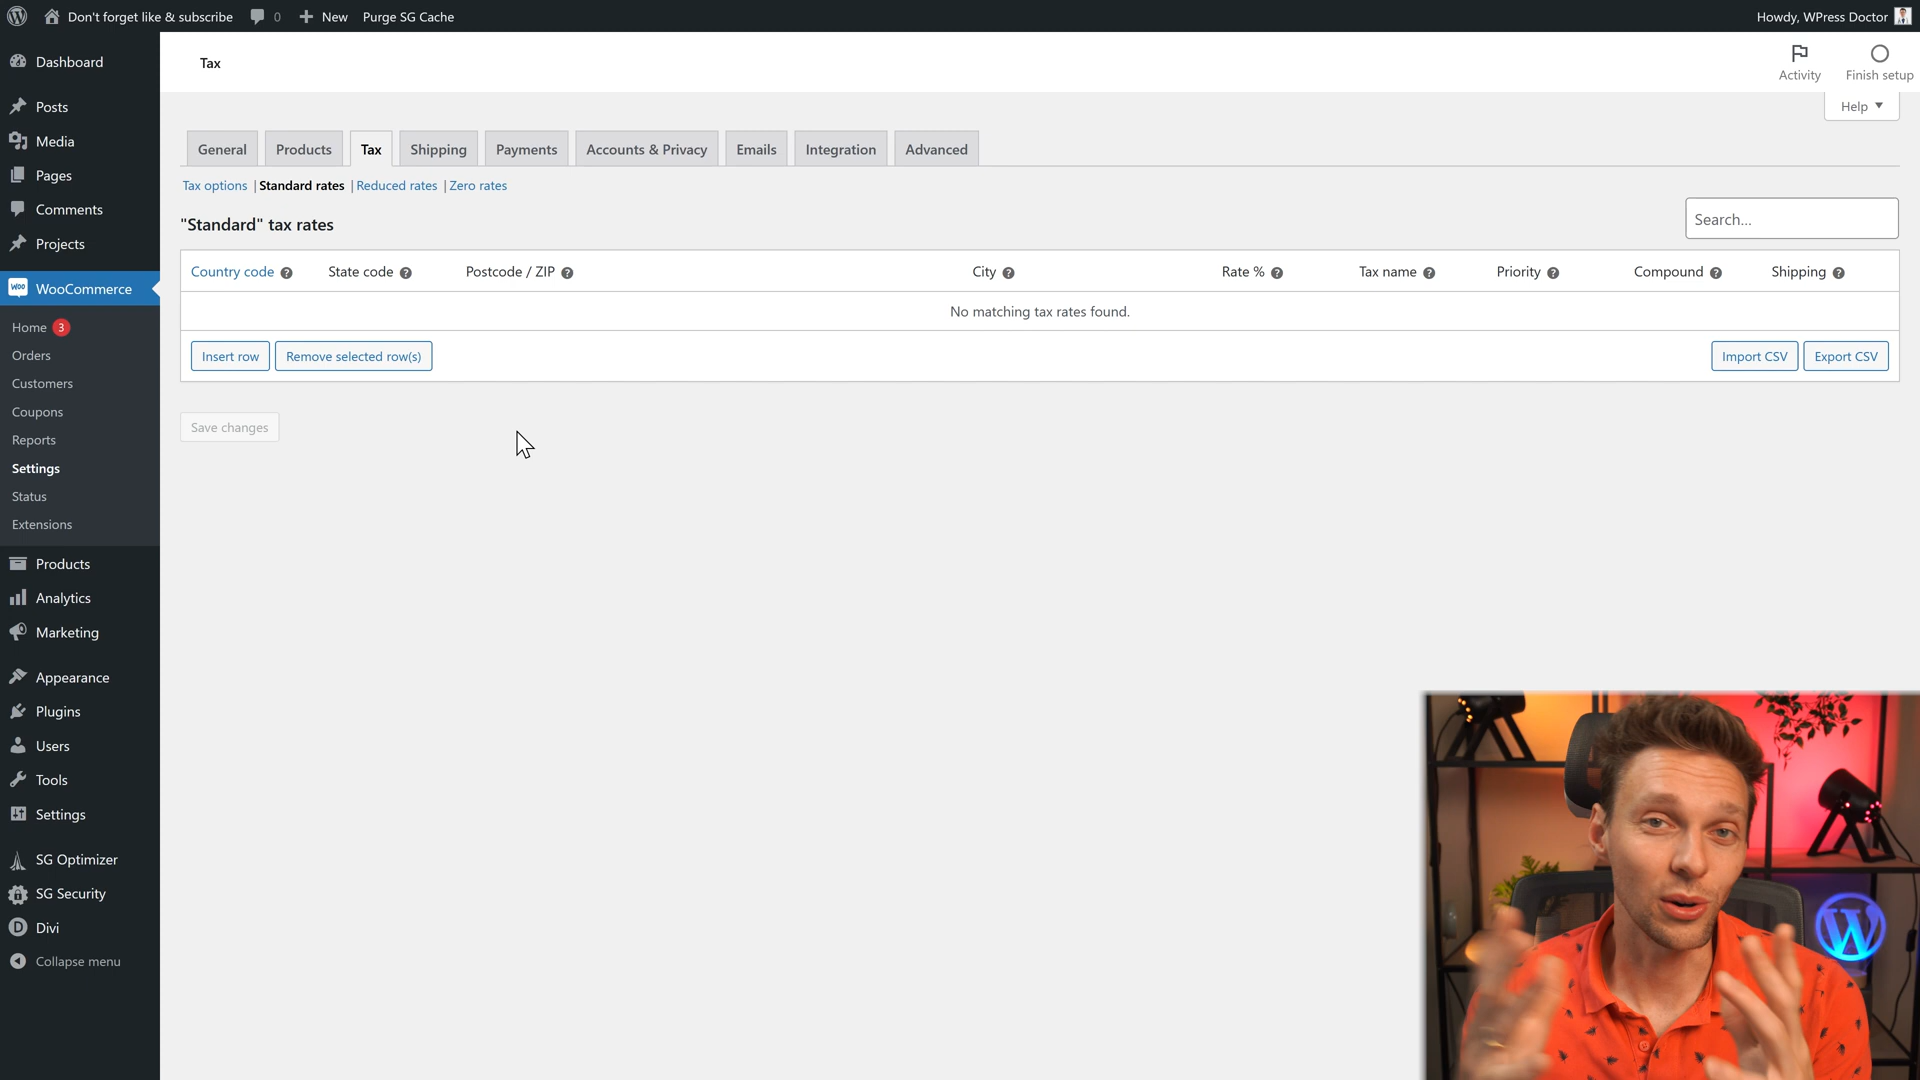 Don't forget like & subscribe 0 New Purge SG Cache Howdy, WPress Doctor
Tax
Activity Finish setup
Help
Dashboard
Posts
Media
Pages
Comments
Projects
WooCommerce
Home 3
Orders
Customers
Coupons
Reports
Settings
Status
Extensions
Products
Analytics
Marketing
Appearance
Plugins
Users
Tools
Settings
SG Optimizer
SG Security
Divi
Collapse menu
General Products Tax Shipping Payments Accounts & Privacy Emails Integration Advanced
Tax options | Standard rates | Reduced rates | Zero rates
"Standard" tax rates
Search...
Country code ? State code ? Postcode / ZIP ? City ? Rate % ? Tax name ? Priority ? Compound ? Shipping ?
No matching tax rates found.
Insert row Remove selected row(s) Import CSV Export CSV
Save changes